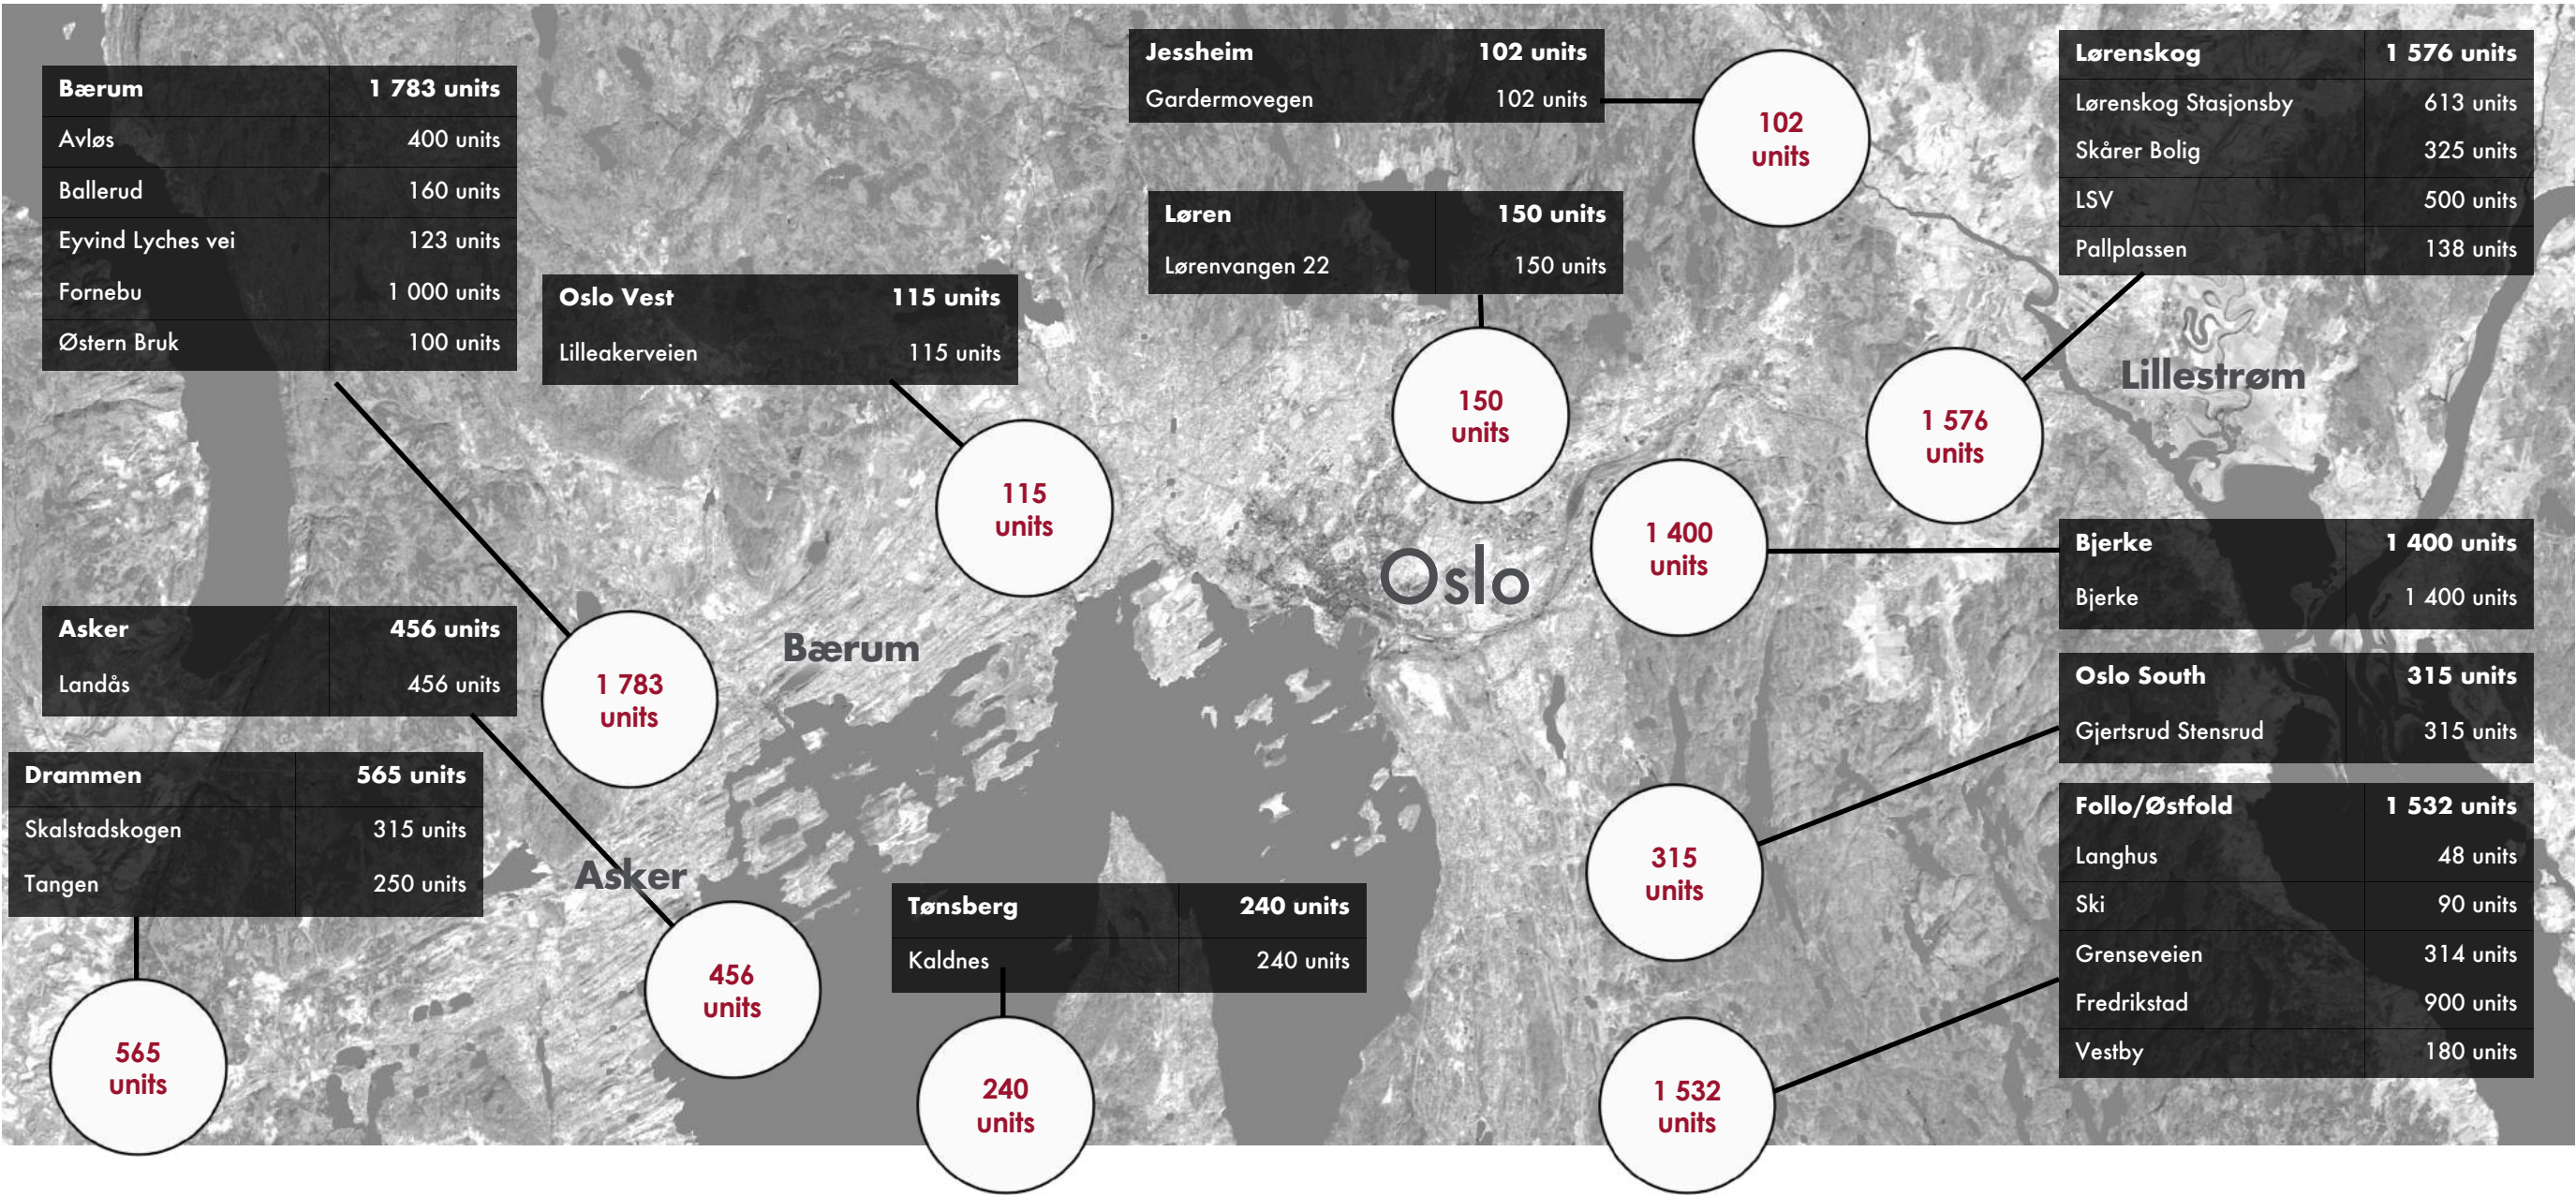 Bærum 1 783 units
Avløs 400 units
Ballerud 160 units
Eyvind Lyches vei 123 units
Fornebu 1 000 units
Østern Bruk 100 units
Oslo Vest 115 units
Lilleakerveien 115 units
Jessheim 102 units
Gardermovegen 102 units
Løren 150 units
Lørenvangen 22 150 units
Lørenskog 1 576 units
Lørenskog Stasjonsby 613 units
Skårer Bolig 325 units
LSV 500 units
Pallplassen 138 units
102
units
150
units
1 576
units
Lillestrøm
115
units
1 400
units
Oslo
Bjerke 1 400 units
Bjerke 1 400 units
Asker 456 units
Landås 456 units
1 783
units
Bærum
Oslo South 315 units
Gjertsrud Stensrud 315 units
Drammen 565 units
Skalstadskogen 315 units
Tangen 250 units
Asker
315
units
Follo/Østfold 1 532 units
Langhus 48 units
Ski 90 units
Grenseveien 314 units
Fredrikstad 900 units
Vestby 180 units
Tønsberg 240 units
Kaldnes 240 units
456
units
565
units
240
units
1 532
units